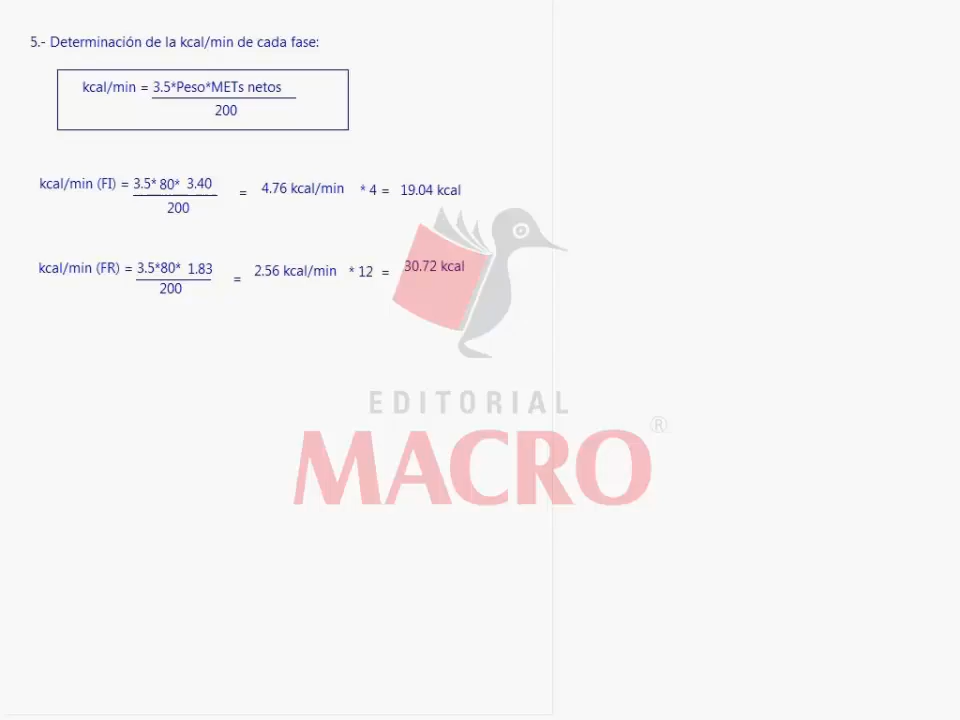 5.- Determinación de la kcal/min de cada fase:
kcal/min = 3.5*Peso*METs netos
200
kcal/min (FI) = 3.5* 80* 3.40 = 4.76 kcal/min * 4 = 19.04 kcal
200
kcal/min (FR) = 3.5*80* 1.83 = 2.56 kcal/min * 12 = 30.72 kcal
200
EDITORIAL
MACRO®